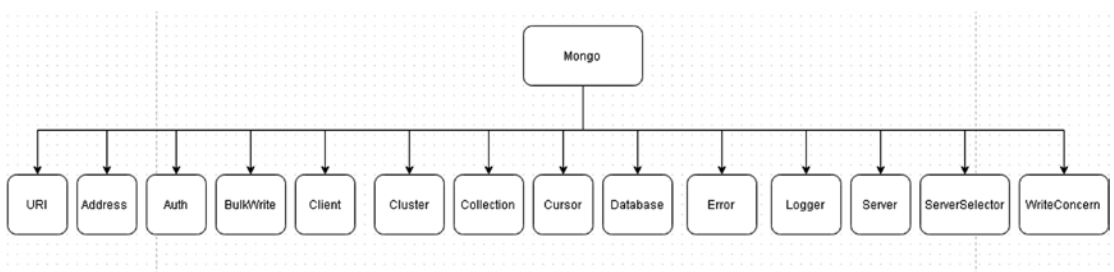 Mongo
URI
Address
Auth
BulkWrite
Client
Cluster
Collection
Cursor
Database
Error
Logger
Server
ServerSelector
WriteConcern